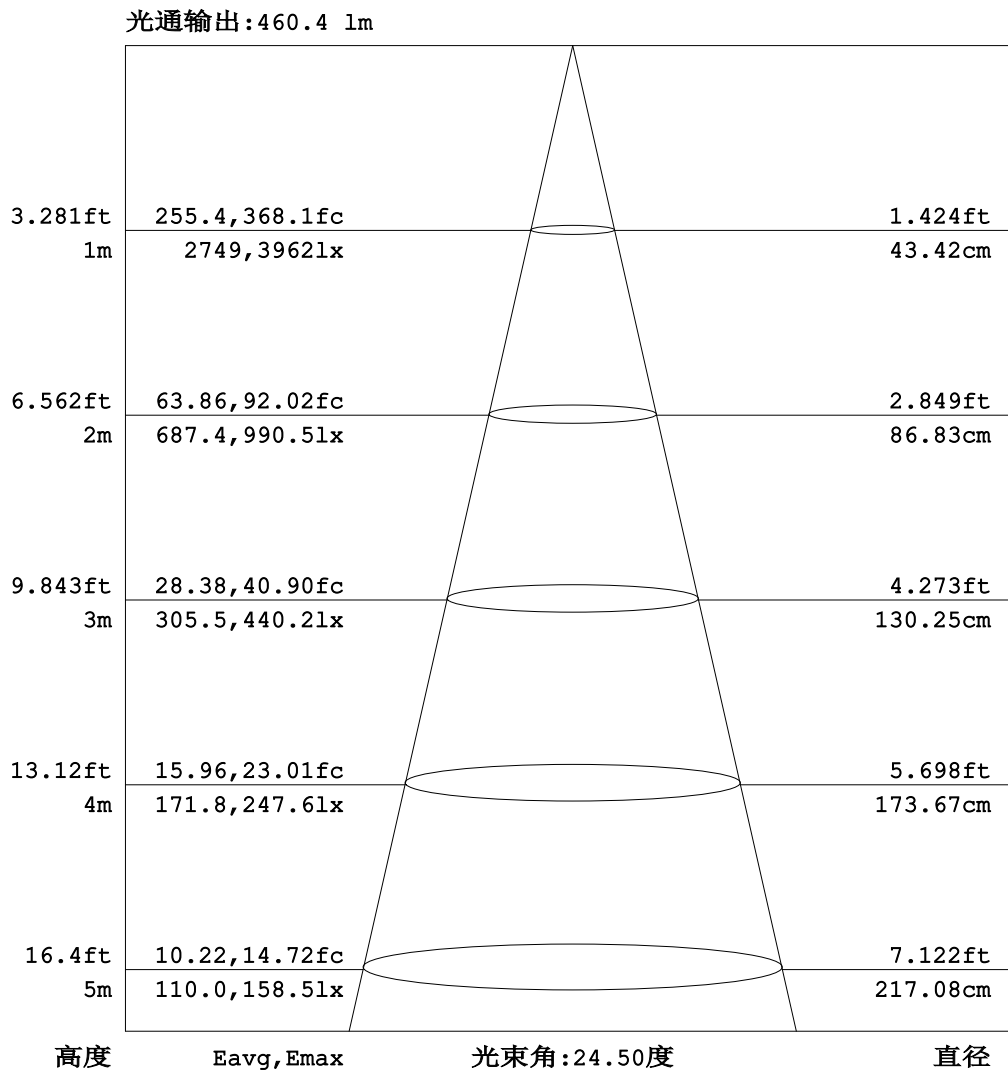 光通输出:460.4 lm
3.281ft 255.4,368.1fc 1.424ft
1m 2749,3962lx 43.42cm
6.562ft 63.86,92.02fc 2.849ft
2m 687.4,990.5lx 86.83cm
9.843ft 28.38,40.90fc 4.273ft
3m 305.5,440.2lx 130.25cm
13.12ft 15.96,23.01fc 5.698ft
4m 171.8,247.6lx 173.67cm
16.4ft 10.22,14.72fc 7.122ft
5m 110.0,158.5lx 217.08cm
高度 Eavg,Emax 光束角:24.50度 直径